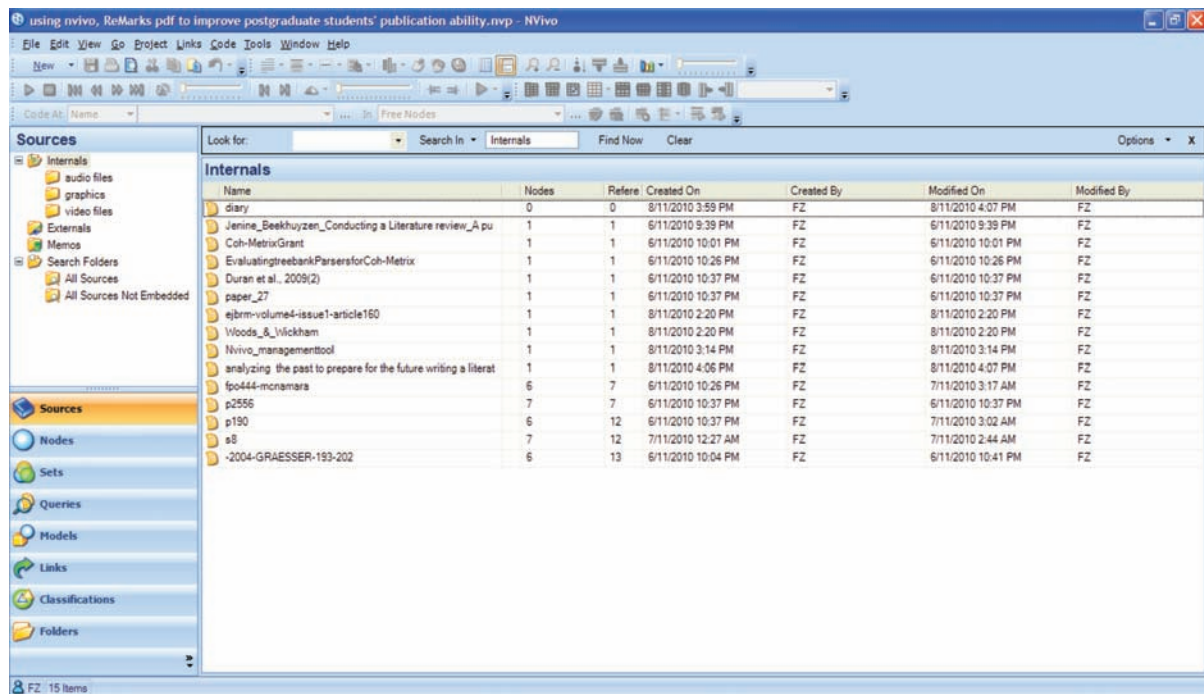 using nvivo, ReMarks pdf to improve postgraduate students' publication ability.nvp - NVivo
File Edit View Go Project Links Code Tools Window Help
New
Code At Name ... In Free Nodes ...
Sources
Look for: Search In Internals Find Now Clear Options X
Internals
audio files
graphics
video files
Externals
Memos
Search Folders
All Sources
All Sources Not Embedded
Internals
Name Nodes Refere Created On Created By Modified On Modified By
diary 0 0 8/11/2010 3:59 PM FZ 8/11/2010 4:07 PM FZ
Jenine_Beekhuyzen_Conducting a Literature review_A pu 1 1 6/11/2010 9:39 PM FZ 6/11/2010 9:39 PM FZ
Coh-MetrixGrant 1 1 6/11/2010 10:01 PM FZ 6/11/2010 10:01 PM FZ
EvaluatingtreebankParsersforCoh-Metrix 1 1 6/11/2010 10:26 PM FZ 6/11/2010 10:26 PM FZ
Duran et al., 2009(2) 1 1 6/11/2010 10:37 PM FZ 6/11/2010 10:37 PM FZ
paper_27 1 1 6/11/2010 10:37 PM FZ 6/11/2010 10:37 PM FZ
ejbrm-volume4-issue1-article160 1 1 8/11/2010 2:20 PM FZ 8/11/2010 2:20 PM FZ
Woods_&_Wickham 1 1 8/11/2010 2:20 PM FZ 8/11/2010 2:20 PM FZ
Nvivo_managementtool 1 1 8/11/2010 3:14 PM FZ 8/11/2010 3:14 PM FZ
analyzing the past to prepare for the future writing a literat 1 1 8/11/2010 4:06 PM FZ 8/11/2010 4:07 PM FZ
fpo444-mcnamara 6 7 6/11/2010 10:26 PM FZ 7/11/2010 3:17 AM FZ
p2556 7 7 6/11/2010 10:37 PM FZ 6/11/2010 10:37 PM FZ
p190 6 12 6/11/2010 10:37 PM FZ 7/11/2010 3:02 AM FZ
s8 7 12 7/11/2010 12:27 AM FZ 7/11/2010 2:44 AM FZ
-2004-GRAESSER-193-202 6 13 6/11/2010 10:04 PM FZ 6/11/2010 10:41 PM FZ
Sources
Nodes
Sets
Queries
Models
Links
Classifications
Folders
FZ 15 Items